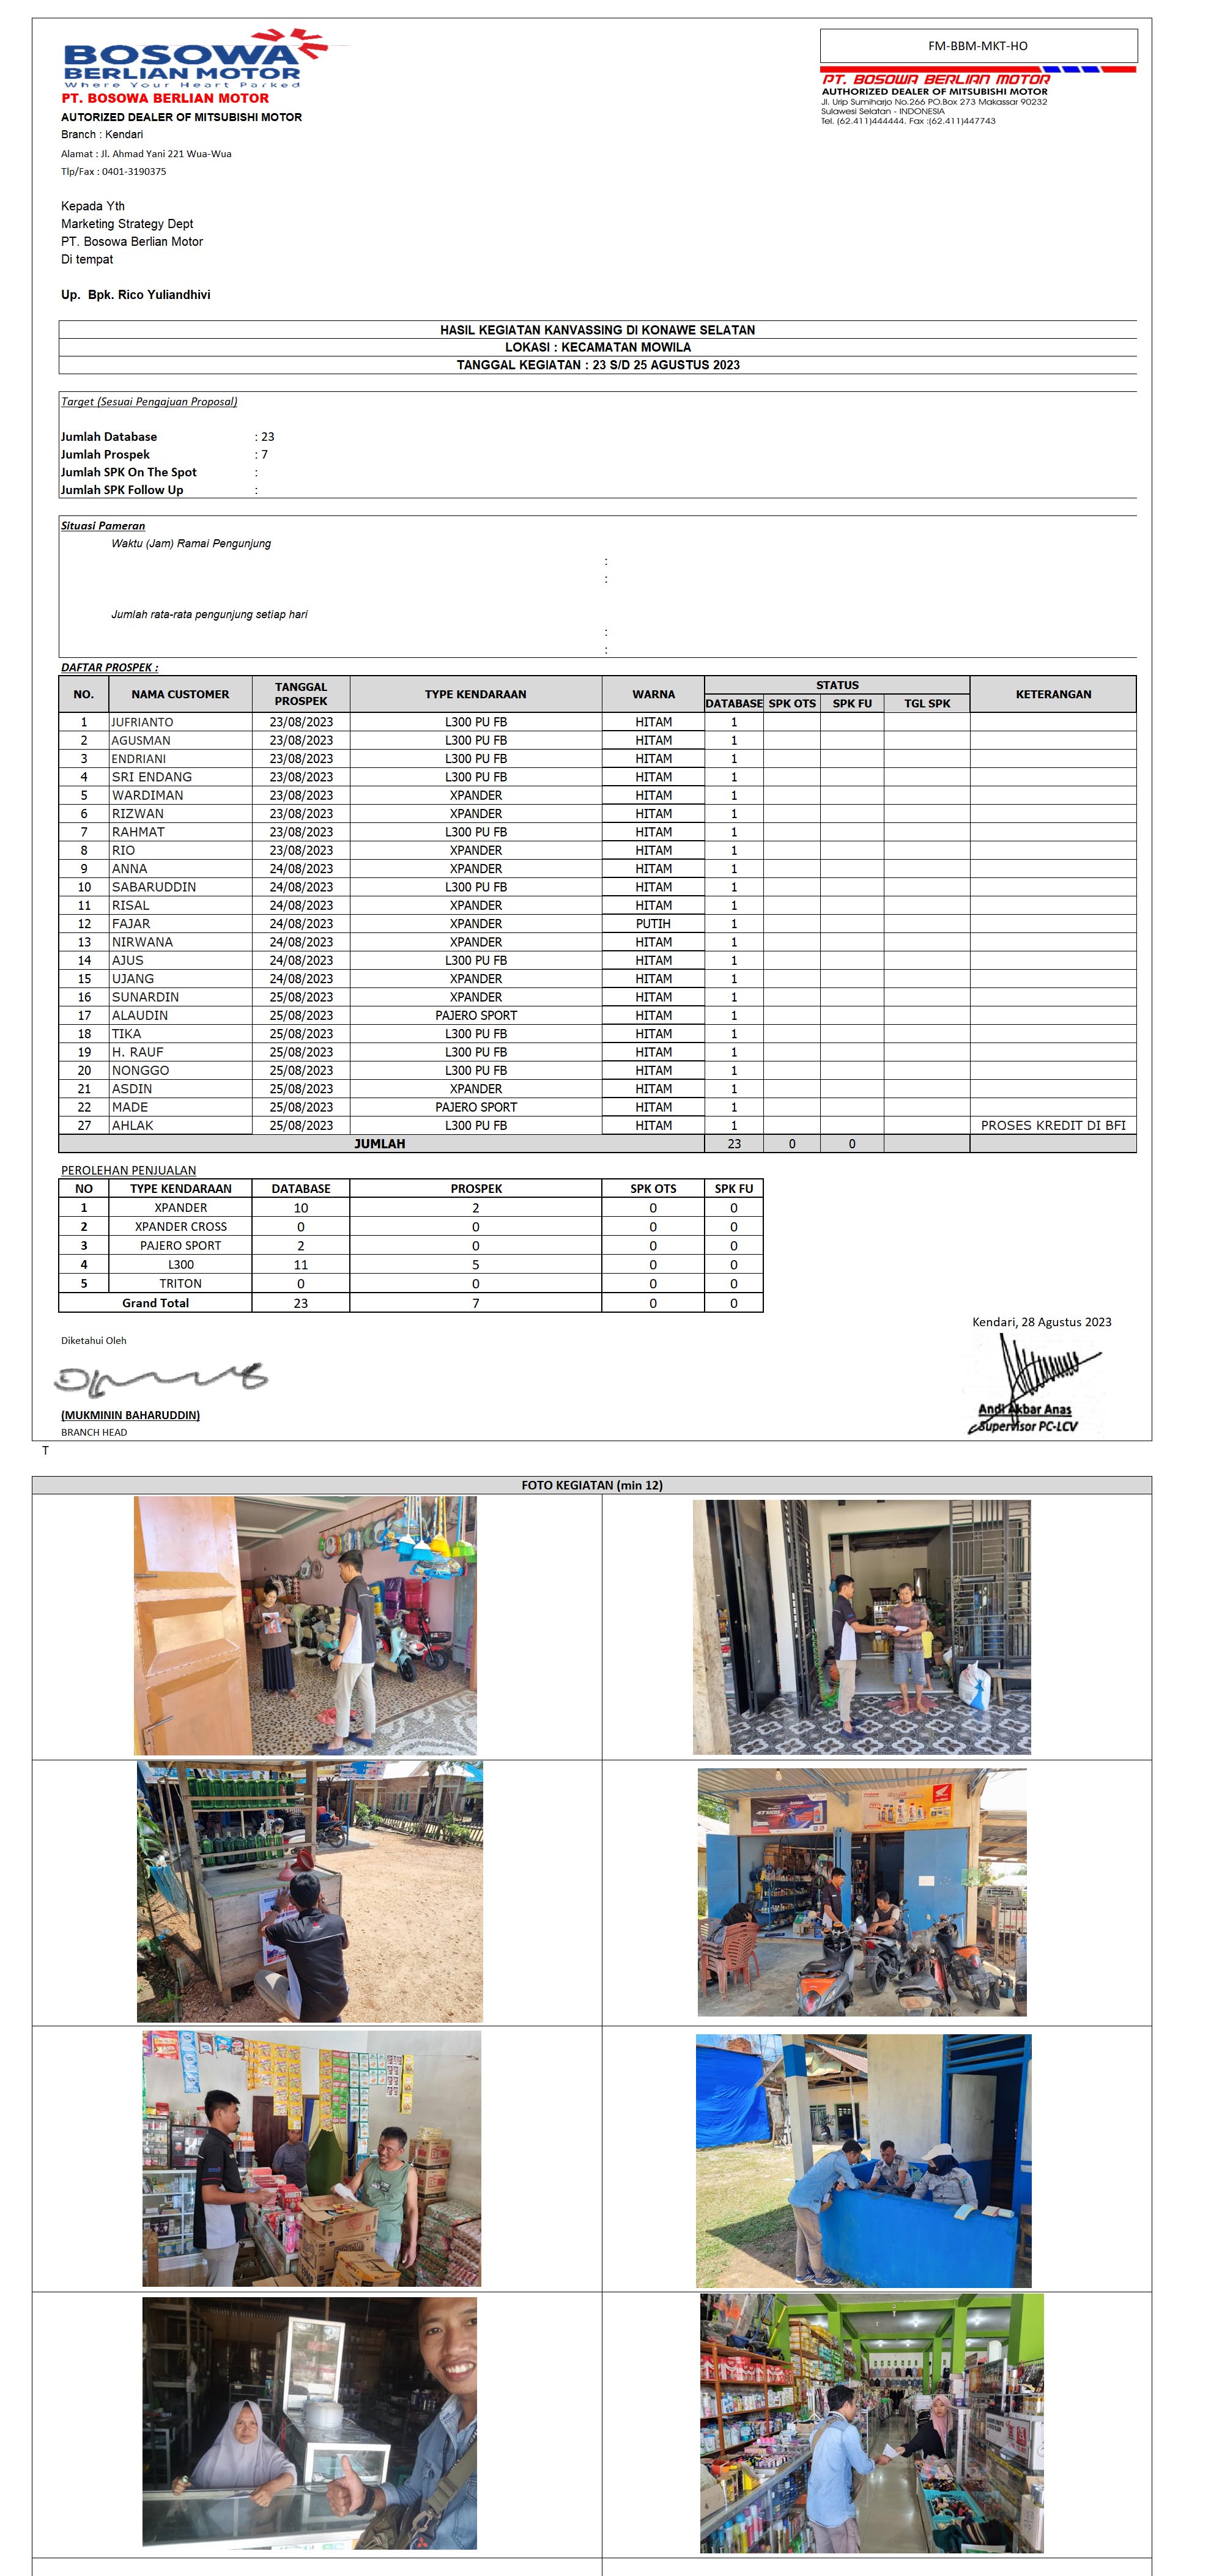 BOSOWA
BERLIAN MOTOR
Where Your Heart Parked
PT. BOSOWA BERLIAN MOTOR
AUTORIZED DEALER OF MITSUBISHI MOTOR
Branch : Kendari
Alamat : Jl. Ahmad Yani 221 Wua-Wua
Tlp/Fax : 0401-3190375
FM-BBM-MKT-HO
PT. BOSOWA BERLIAN MOTOR
AUTHORIZED DEALER OF MITSUBISHI MOTOR
Jl. Urip Sumiharjo No.266 PO.Box 273 Makassar 90232
Sulawesi Selatan - INDONESIA
Tel. (62.411)444444. Fax :(62.411)447743
Kepada Yth
Marketing Strategy Dept
PT. Bosowa Berlian Motor
Di tempat
Up. Bpk. Rico Yuliandhivi
HASIL KEGIATAN KANVASSING DI KONAWE SELATAN
LOKASI : KECAMATAN MOWILA
TANGGAL KEGIATAN : 23 S/D 25 AGUSTUS 2023
Target (Sesuai Pengajuan Proposal)
Jumlah Database : 23
Jumlah Prospek : 7
Jumlah SPK On The Spot :
Jumlah SPK Follow Up :
Situasi Pameran
Waktu (Jam) Ramai Pengunjung
:
:
Jumlah rata-rata pengunjung setiap hari
:
:
DAFTAR PROSPEK :
NO. NAMA CUSTOMER TANGGAL PROSPEK TYPE KENDARAAN WARNA STATUS KETERANGAN
DATABASE SPK OTS SPK FU TGL SPK
1 JUFRIANTO 23/08/2023 L300 PU FB HITAM 1
2 AGUSMAN 23/08/2023 L300 PU FB HITAM 1
3 ENDRIANI 23/08/2023 L300 PU FB HITAM 1
4 SRI ENDANG 23/08/2023 L300 PU FB HITAM 1
5 WARDIMAN 23/08/2023 XPANDER HITAM 1
6 RIZWAN 23/08/2023 XPANDER HITAM 1
7 RAHMAT 23/08/2023 L300 PU FB HITAM 1
8 RIO 23/08/2023 XPANDER HITAM 1
9 ANNA 24/08/2023 XPANDER HITAM 1
10 SABARUDDIN 24/08/2023 L300 PU FB HITAM 1
11 RISAL 24/08/2023 XPANDER HITAM 1
12 FAJAR 24/08/2023 XPANDER PUTIH 1
13 NIRWANA 24/08/2023 XPANDER HITAM 1
14 AJUS 24/08/2023 L300 PU FB HITAM 1
15 UJANG 24/08/2023 XPANDER HITAM 1
16 SUNARDIN 25/08/2023 XPANDER HITAM 1
17 ALAUDIN 25/08/2023 PAJERO SPORT HITAM 1
18 TIKA 25/08/2023 L300 PU FB HITAM 1
19 H. RAUF 25/08/2023 L300 PU FB HITAM 1
20 NONGGO 25/08/2023 L300 PU FB HITAM 1
21 ASDIN 25/08/2023 XPANDER HITAM 1
22 MADE 25/08/2023 PAJERO SPORT HITAM 1
27 AHLAK 25/08/2023 L300 PU FB HITAM 1 PROSES KREDIT DI BFI
JUMLAH 23 0 0
PEROLEHAN PENJUALAN
NO TYPE KENDARAAN DATABASE PROSPEK SPK OTS SPK FU
1 XPANDER 10 2 0 0
2 XPANDER CROSS 0 0 0 0
3 PAJERO SPORT 2 0 0 0
4 L300 11 5 0 0
5 TRITON 0 0 0 0
Grand Total 23 7 0 0
Kendari, 28 Agustus 2023
Diketahui Oleh
(MUKMININ BAHARUDDIN)
BRANCH HEAD
Andi Akbar Anas
Supervisor PC-LCV
T
FOTO KEGIATAN (min 12)